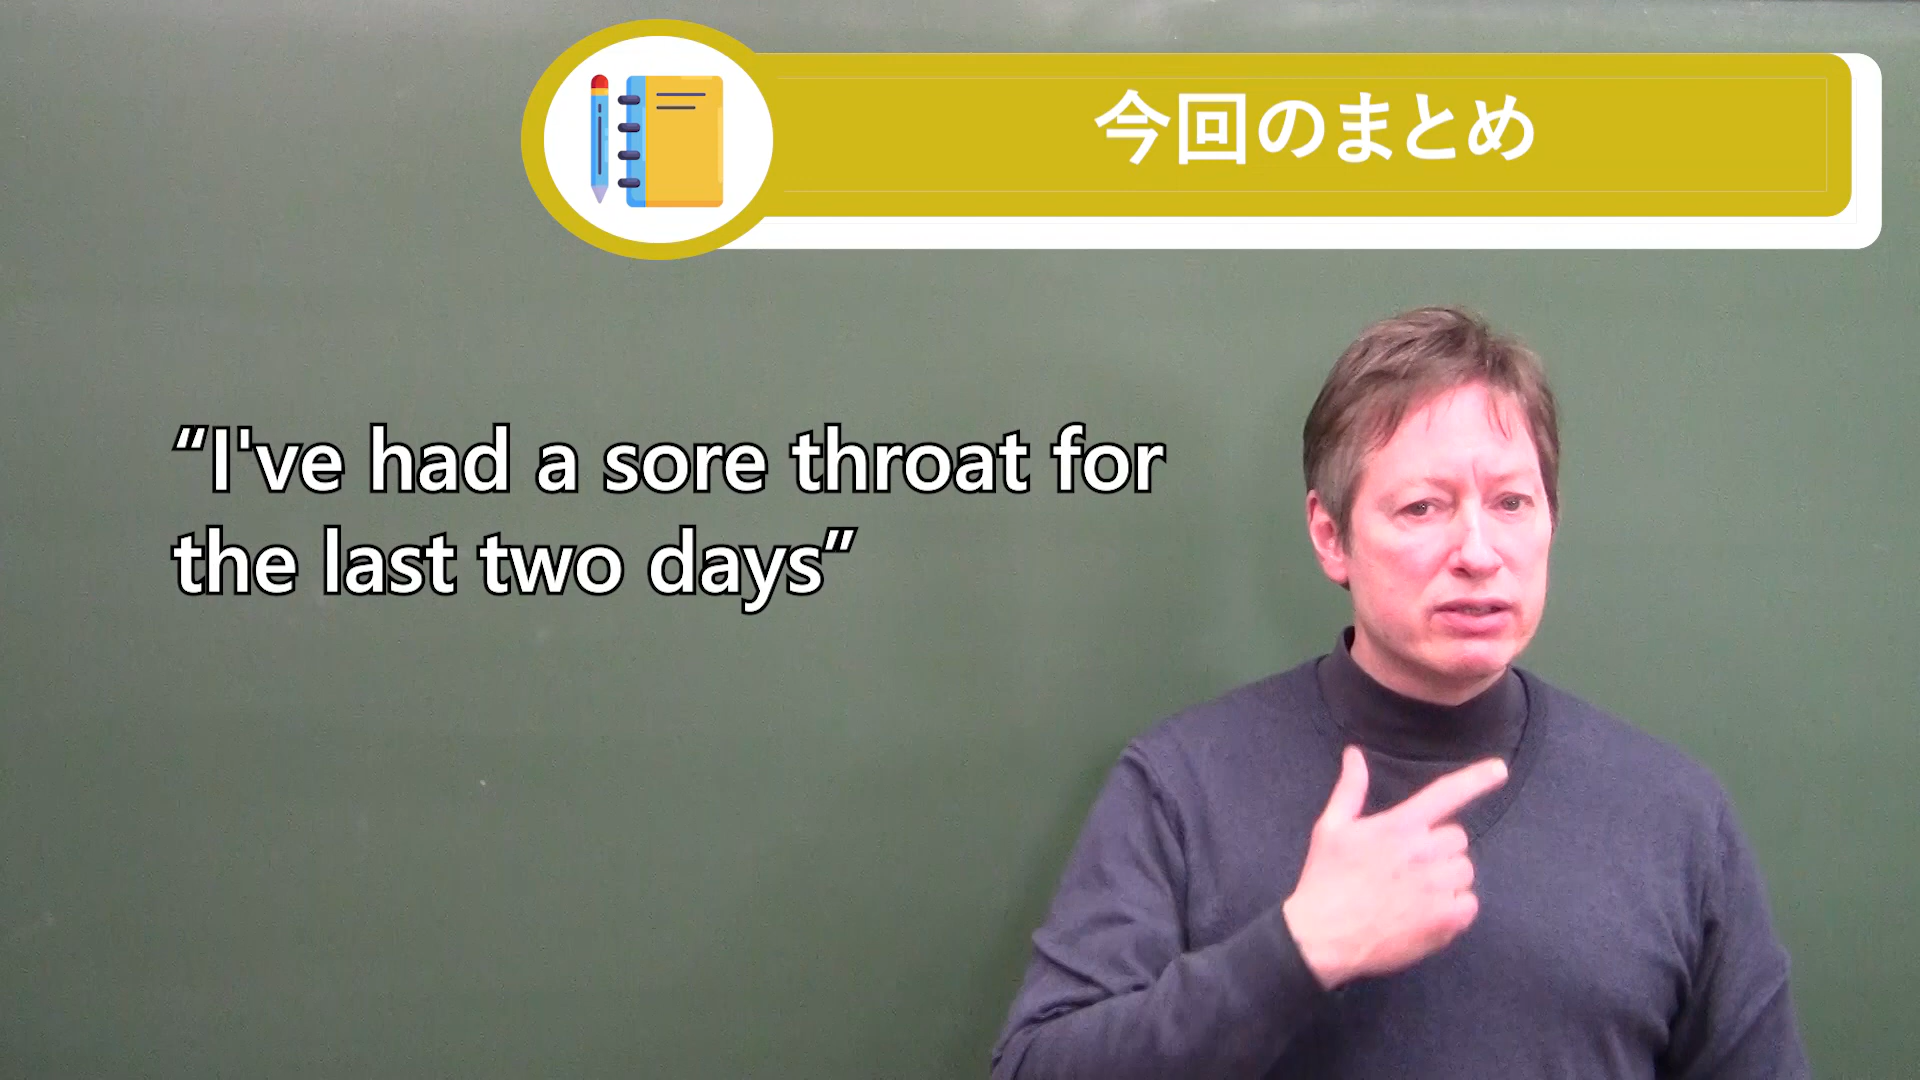 今回のまとめ
“I've had a sore throat for
the last two days”